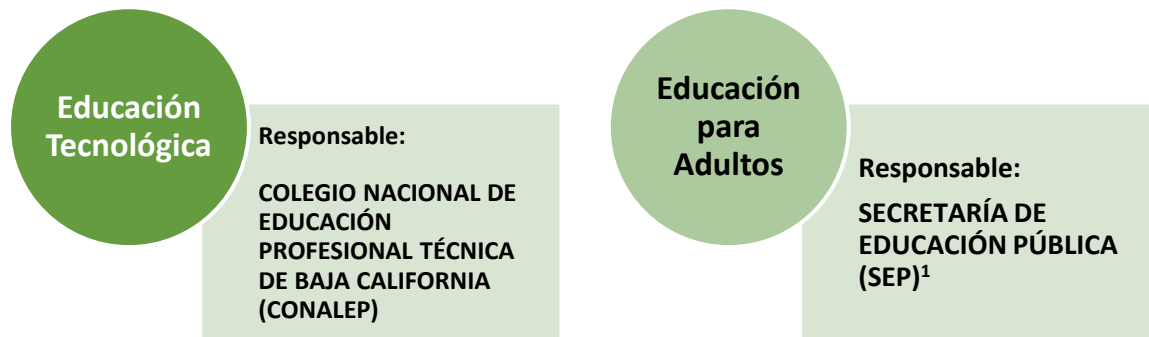 Educación
Tecnológica
Responsable:
COLEGIO NACIONAL DE
EDUCACIÓN
PROFESIONAL TÉCNICA
DE BAJA CALIFORNIA
(CONALEP)
Educación
para
Adultos
Responsable:
SECRETARÍA DE
EDUCACIÓN PÚBLICA
(SEP)¹